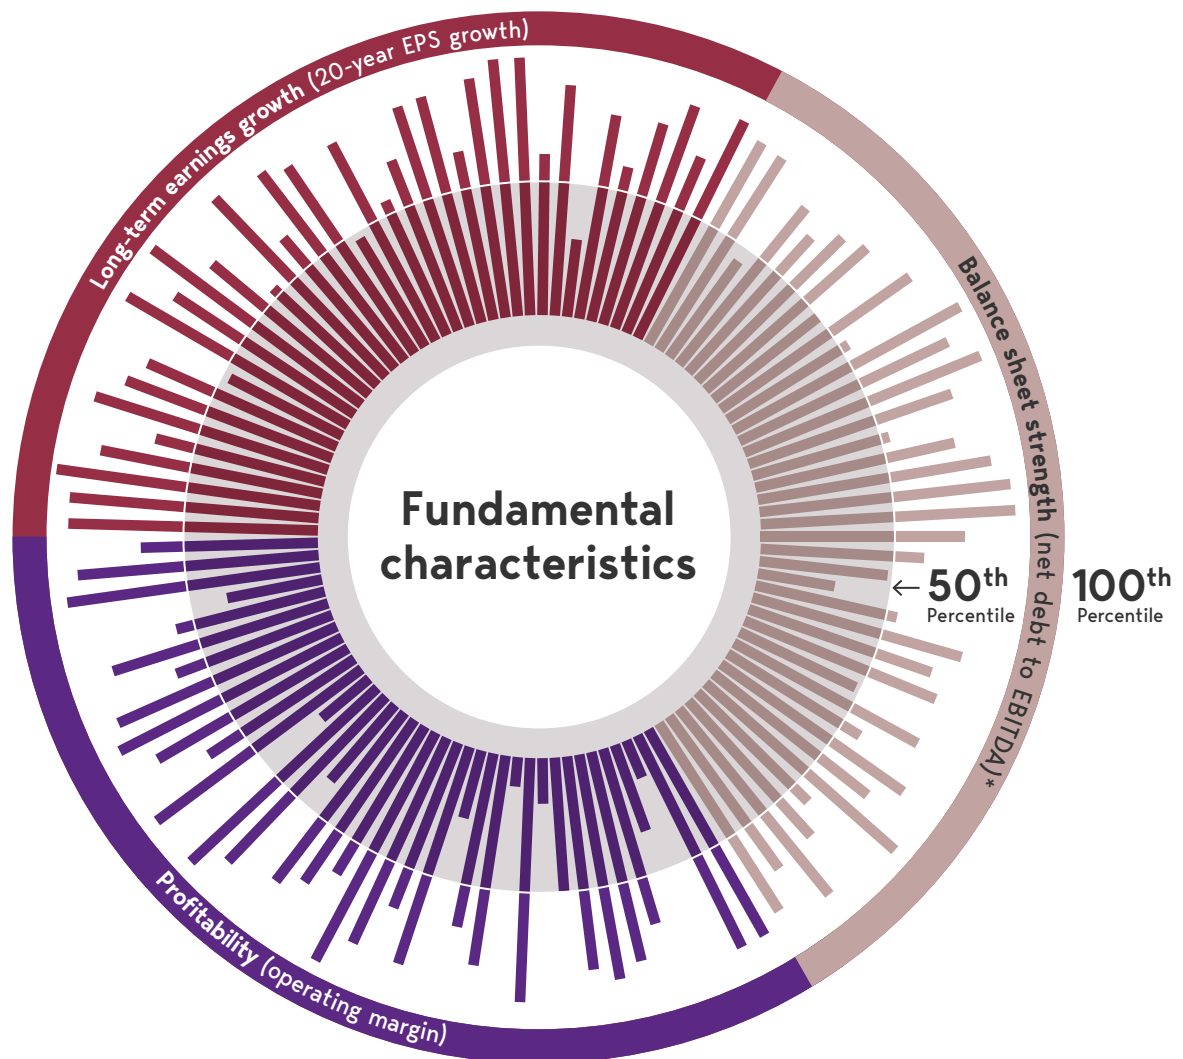 Long-term earnings growth (20-year EPS growth)
Balance sheet strength (net debt to EBITDA)*
Fundamental
characteristics
← 50th
Percentile
100th
Percentile
Profitability (operating margin)